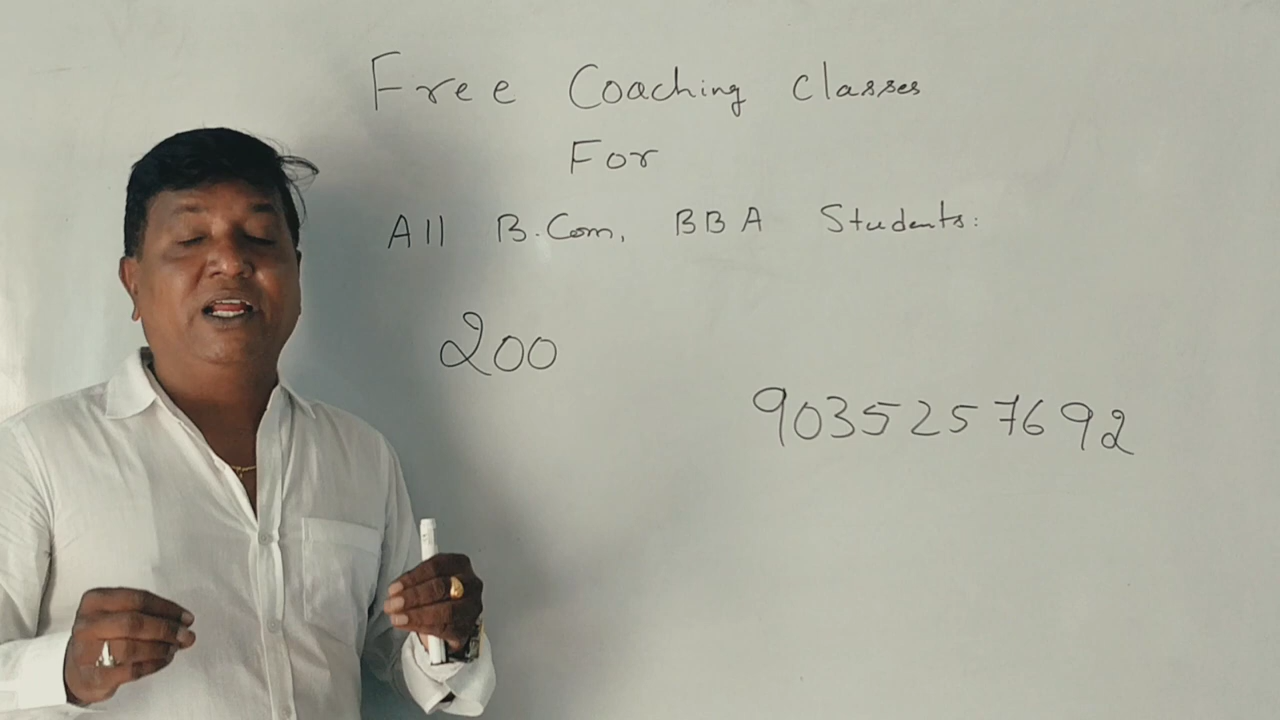 Free Coaching Classes
For
All B.Com, BBA Students:
200
9035257692